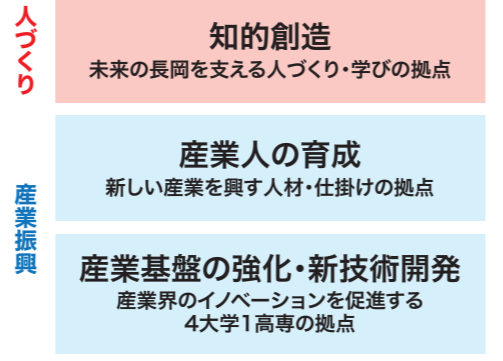 人づくり
知的創造
未来の長岡を支える人づくり・学びの拠点
産業振興
産業人の育成
新しい産業を興す人材・仕掛けの拠点
産業基盤の強化・新技術開発
産業界のイノベーションを促進する
4大学1高専の拠点